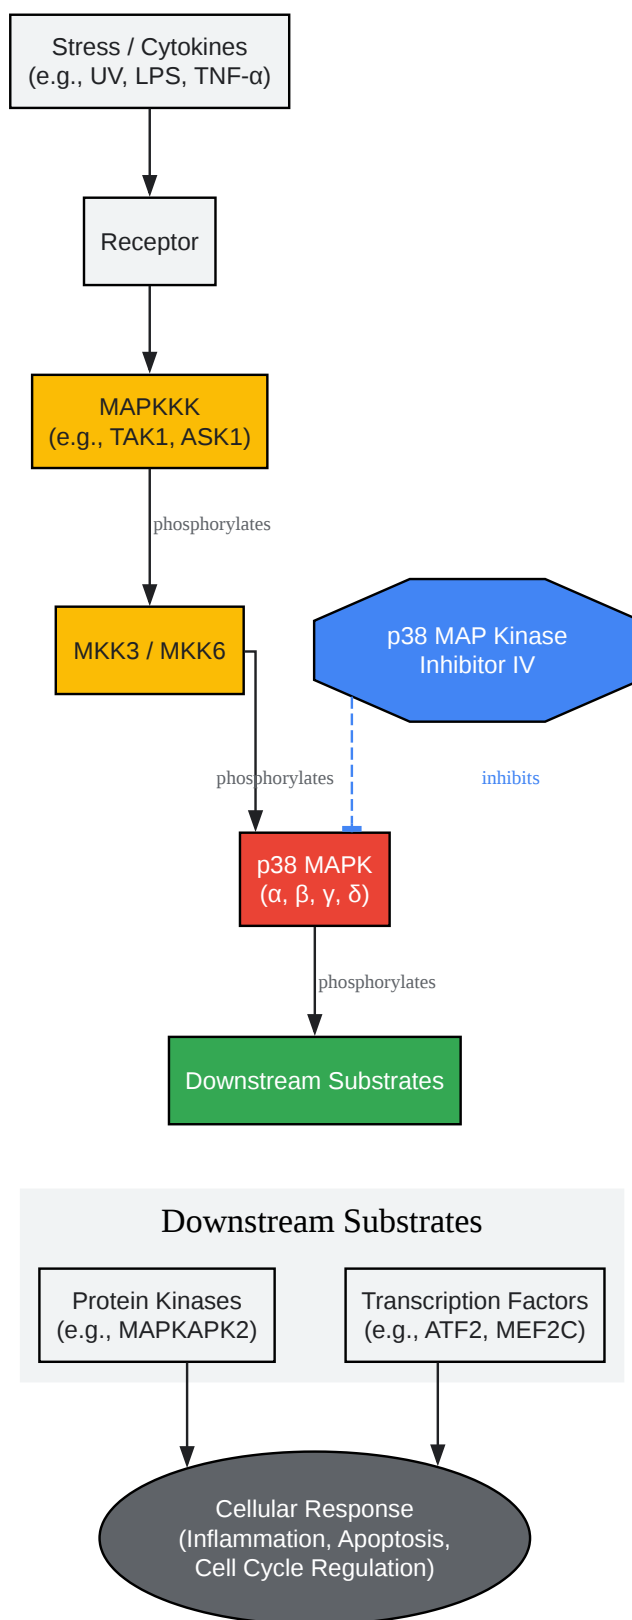 Stress / Cytokines
(e.g., UV, LPS, TNF-α)
Receptor
MAPKKK
(e.g., TAK1, ASK1)
phosphorylates
MKK3 / MKK6
p38 MAP Kinase
Inhibitor IV
phosphorylates
inhibits
p38 MAPK
(α, β, γ, δ)
phosphorylates
Downstream Substrates
Downstream Substrates
Protein Kinases
(e.g., MAPKAPK2)
Transcription Factors
(e.g., ATF2, MEF2C)
Cellular Response
(Inflammation, Apoptosis,
Cell Cycle Regulation)